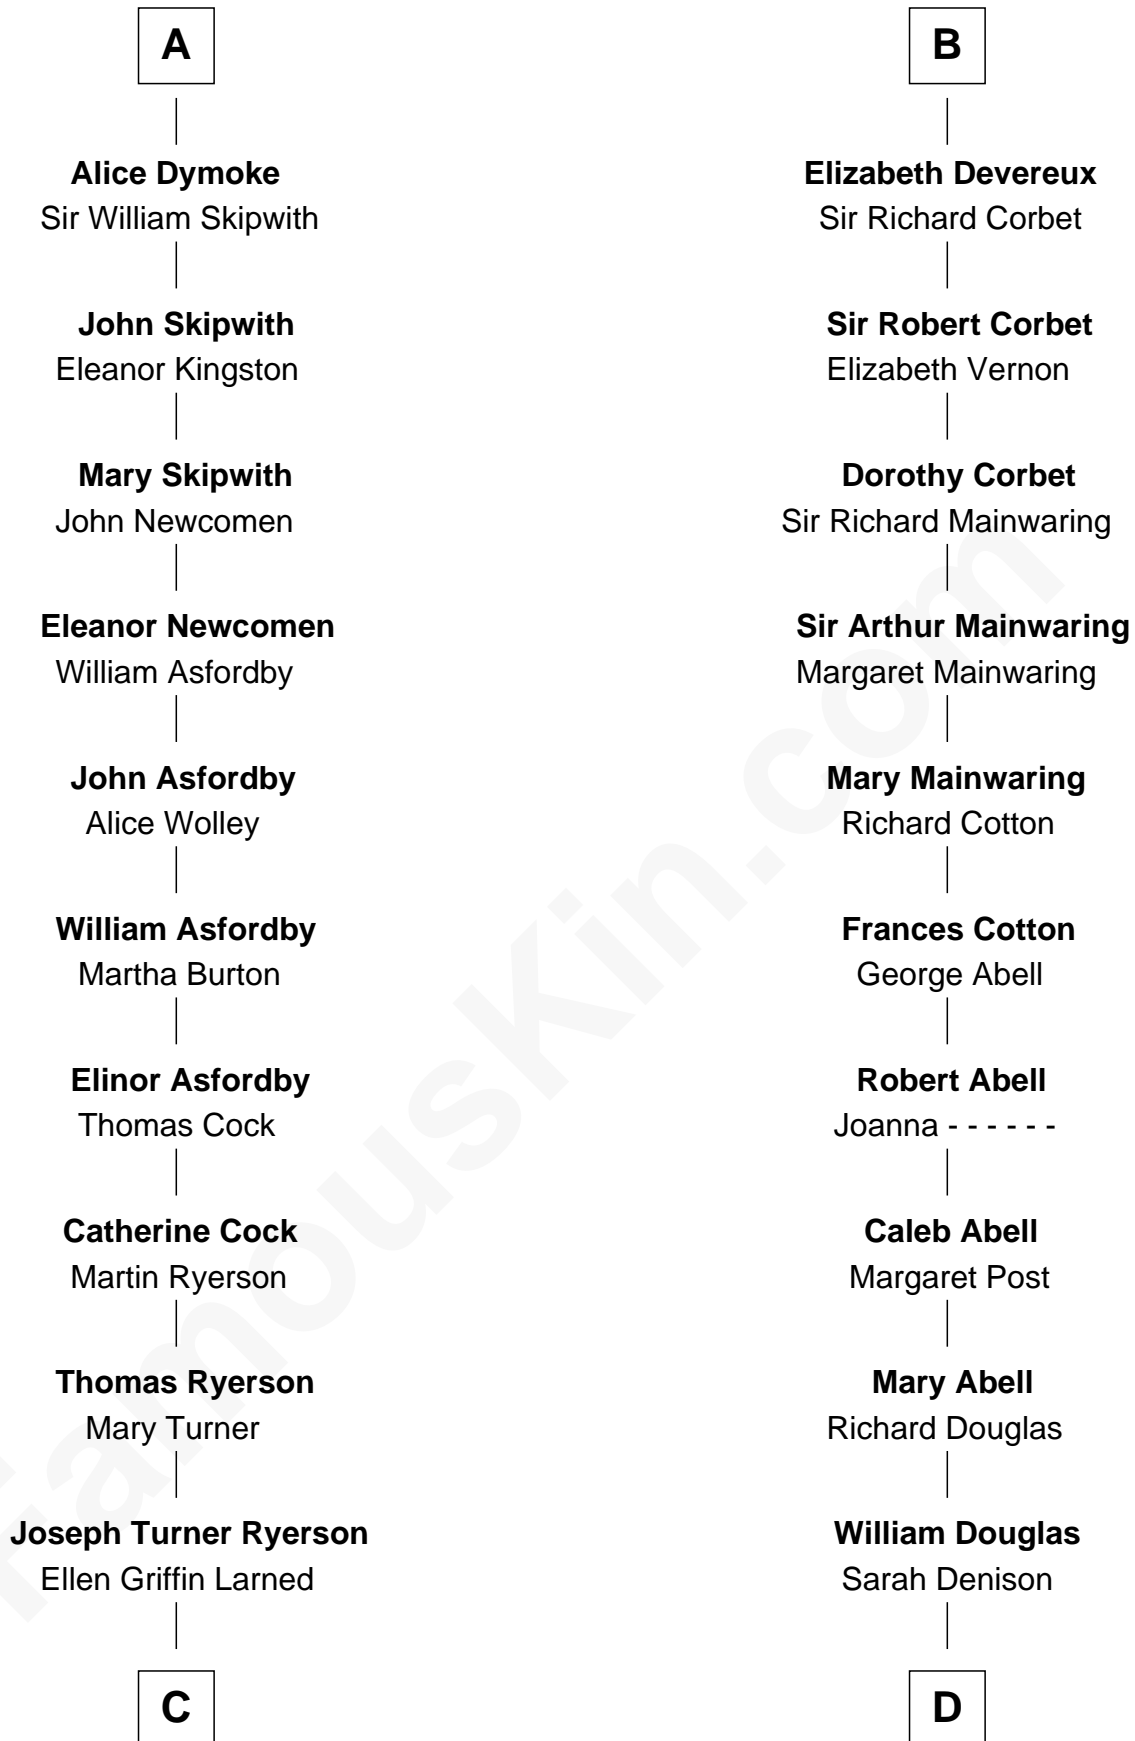 A
Alice Dymoke
Sir William Skipwith
John Skipwith
Eleanor Kingston
Mary Skipwith
John Newcomen
Eleanor Newcomen
William Asfordby
John Asfordby
Alice Wolley
William Asfordby
Martha Burton
Elinor Asfordby
Thomas Cock
Catherine Cock
Martin Ryerson
Thomas Ryerson
Mary Turner
Joseph Turner Ryerson
Ellen Griffin Larned
C
B
Elizabeth Devereux
Sir Richard Corbet
Sir Robert Corbet
Elizabeth Vernon
Dorothy Corbet
Sir Richard Mainwaring
Sir Arthur Mainwaring
Margaret Mainwaring
Mary Mainwaring
Richard Cotton
Frances Cotton
George Abell
Robert Abell
Joanna - - - - - -
Caleb Abell
Margaret Post
Mary Abell
Richard Douglas
William Douglas
Sarah Denison
D
FamousKin.com